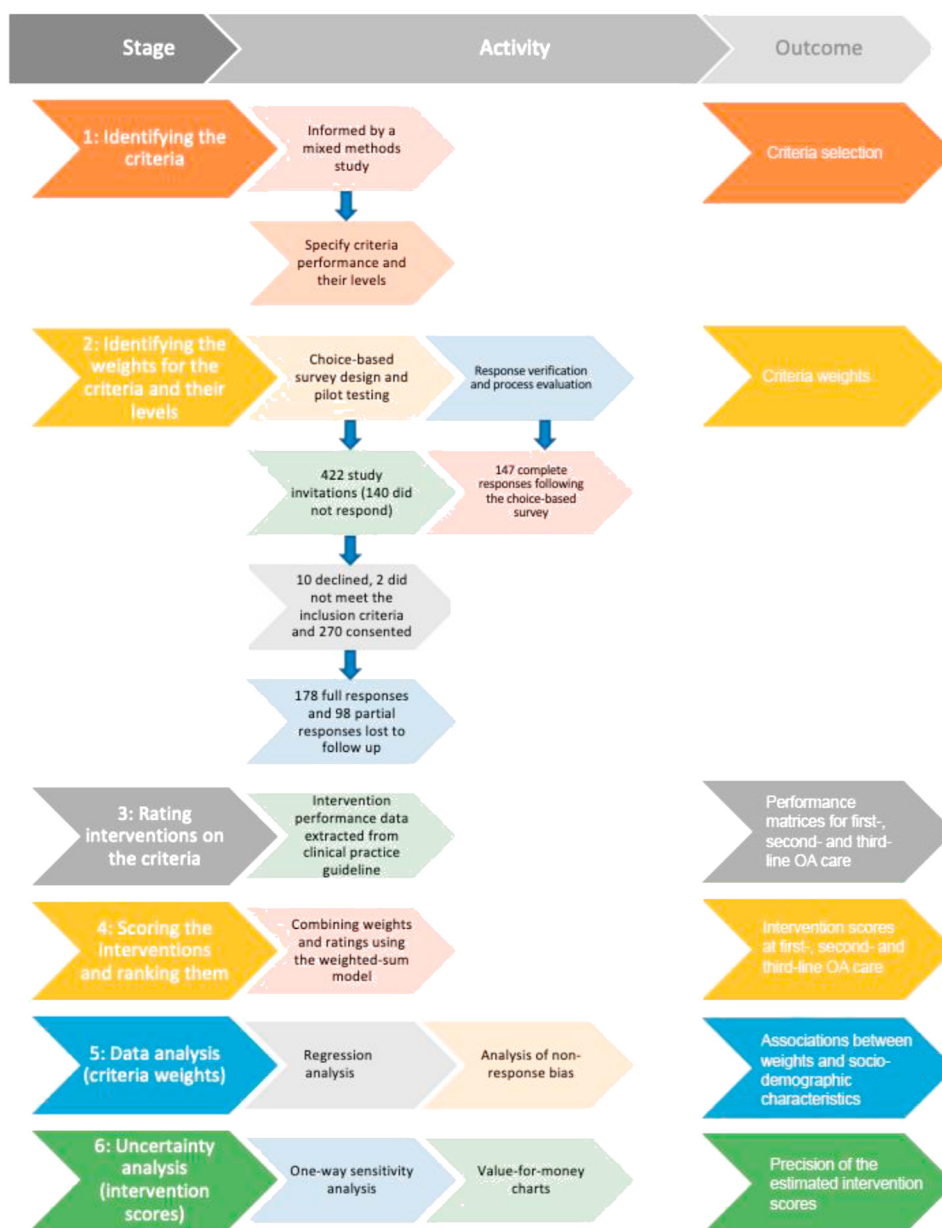 Stage
Activity
Outcome
1: Identifying the
criteria
Informed by a
mixed methods
study
Criteria selection
Specify criteria
performance and
their levels
2: Identifying the
weights for the
criteria and their
levels
Choice-based
survey design and
pilot testing
Response verification
and process evaluation
Criteria weights
422 study
invitations (140 did
not respond)
147 complete
responses following
the choice-based
survey
10 declined, 2 did
not meet the
inclusion criteria
and 270 consented
178 full responses
and 98 partial
responses lost to
follow up
3: Rating
interventions on
the criteria
Intervention
performance data
extracted from
clinical practice
guideline
Performance
matrices for first-,
second- and third-
line OA care
4: Scoring the
interventions
and ranking them
Combining weights
and ratings using
the weighted-sum
model
Intervention scores
at first-, second- and
third-line OA care
5: Data analysis
(criteria weights)
Regression
analysis
Analysis of non-
response bias
Associations between
weights and socio-
demographic
characteristics
6: Uncertainty
analysis
(intervention
scores)
One-way sensitivity
analysis
Value-for-money
charts
Precision of the
estimated intervention
scores